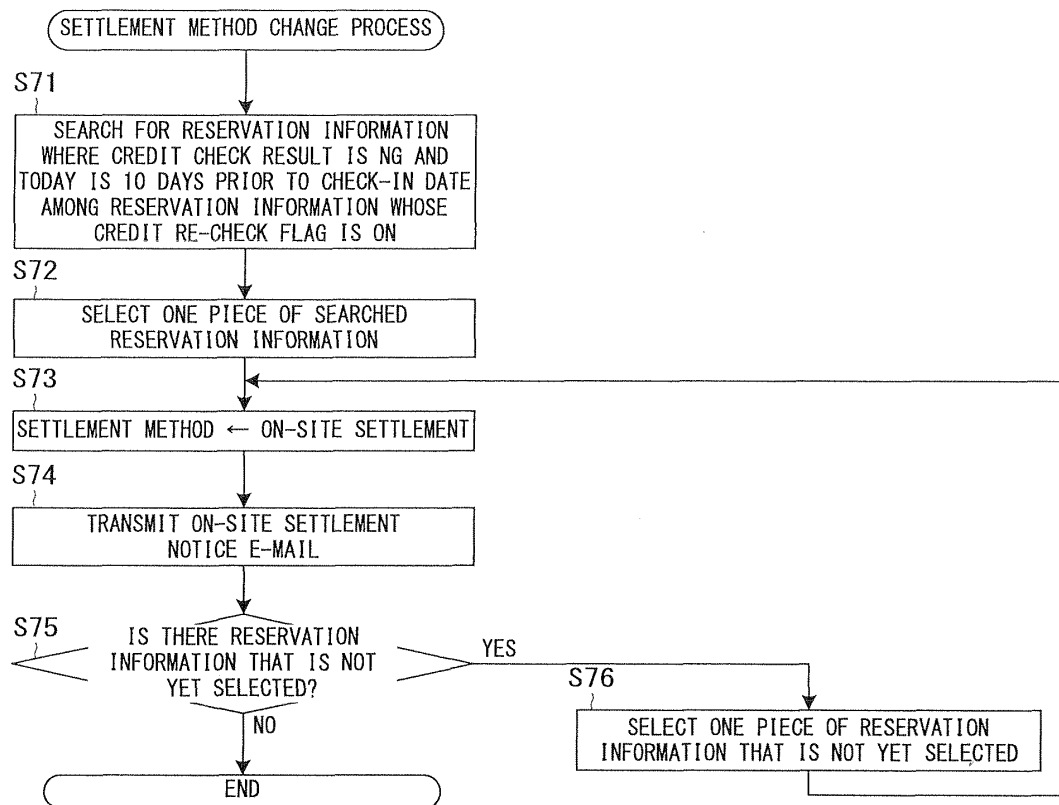 SETTLEMENT METHOD CHANGE PROCESS
S71
SEARCH FOR RESERVATION INFORMATION
WHERE CREDIT CHECK RESULT IS NG AND
TODAY IS 10 DAYS PRIOR TO CHECK-IN DATE
AMONG RESERVATION INFORMATION WHOSE
CREDIT RE-CHECK FLAG IS ON
S72
SELECT ONE PIECE OF SEARCHED
RESERVATION INFORMATION
S73
SETTLEMENT METHOD ← ON-SITE SETTLEMENT
S74
TRANSMIT ON-SITE SETTLEMENT
NOTICE E-MAIL
S75
IS THERE RESERVATION
INFORMATION THAT IS NOT
YET SELECTED?
YES
S76
SELECT ONE PIECE OF RESERVATION
INFORMATION THAT IS NOT YET SELECTED
NO
END